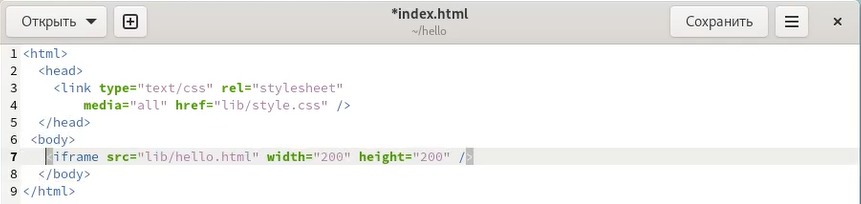 Открыть
*index.html
~/hello
Сохранить
1 <html>
2   <head>
3     <link type="text/css" rel="stylesheet"
4         media="all" href="lib/style.css" />
5   </head>
6  <body>
7    <iframe src="lib/hello.html" width="200" height="200" />
8   </body>
9 </html>